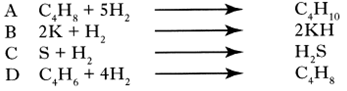 A C₄H₈ + 5H₂ ⟶ C₄H₁₀
B 2K + H₂ ⟶ 2KH
C S + H₂ ⟶ H₂S
D C₄H₆ + 4H₂ ⟶ C₄H₈